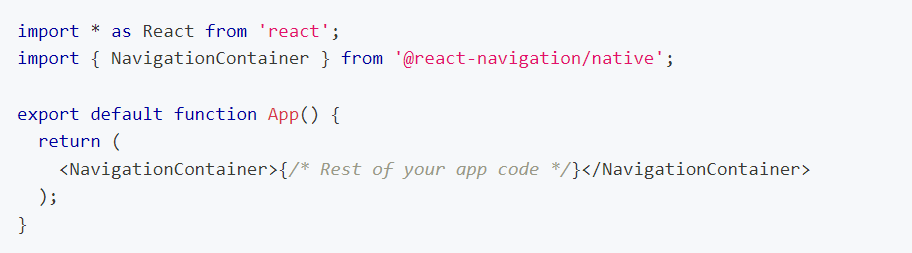 import * as React from 'react';
import { NavigationContainer } from '@react-navigation/native';

export default function App() {
  return (
    <NavigationContainer>{/* Rest of your app code */}</NavigationContainer>
  );
}